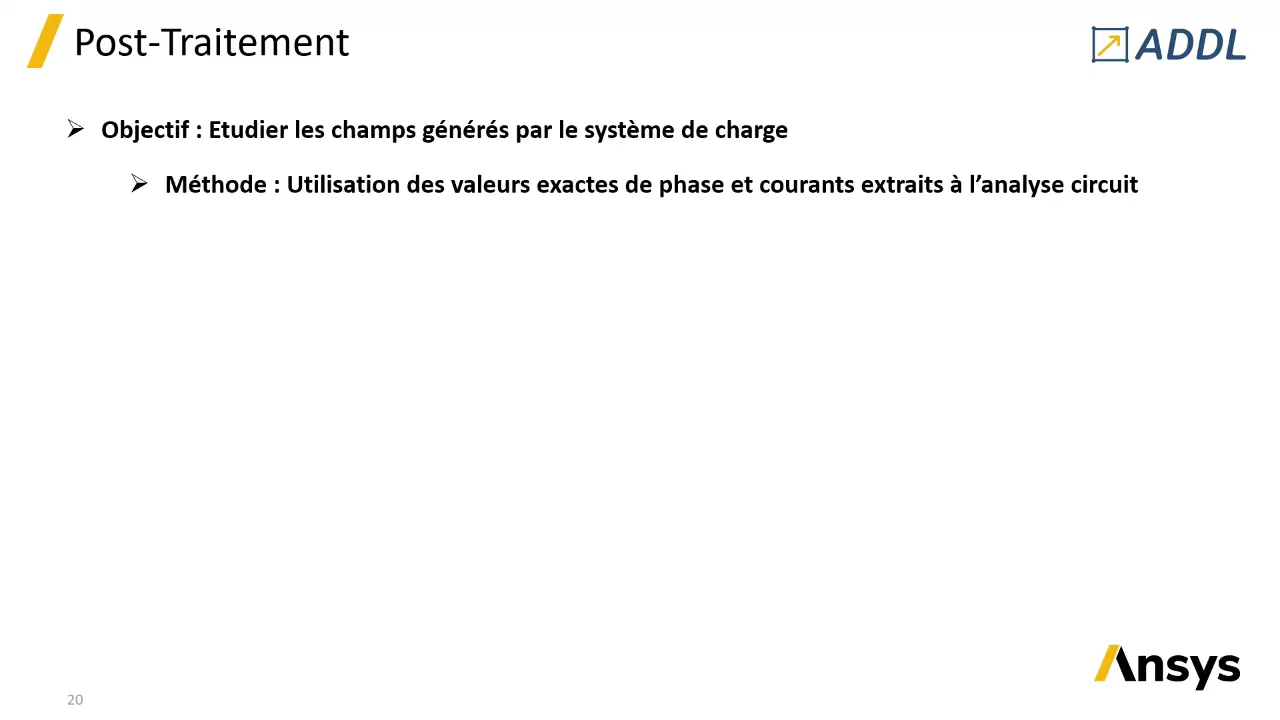 Post-Traitement
ADDL
Objectif : Etudier les champs générés par le système de charge
Méthode : Utilisation des valeurs exactes de phase et courants extraits à l’analyse circuit
Ansys
20